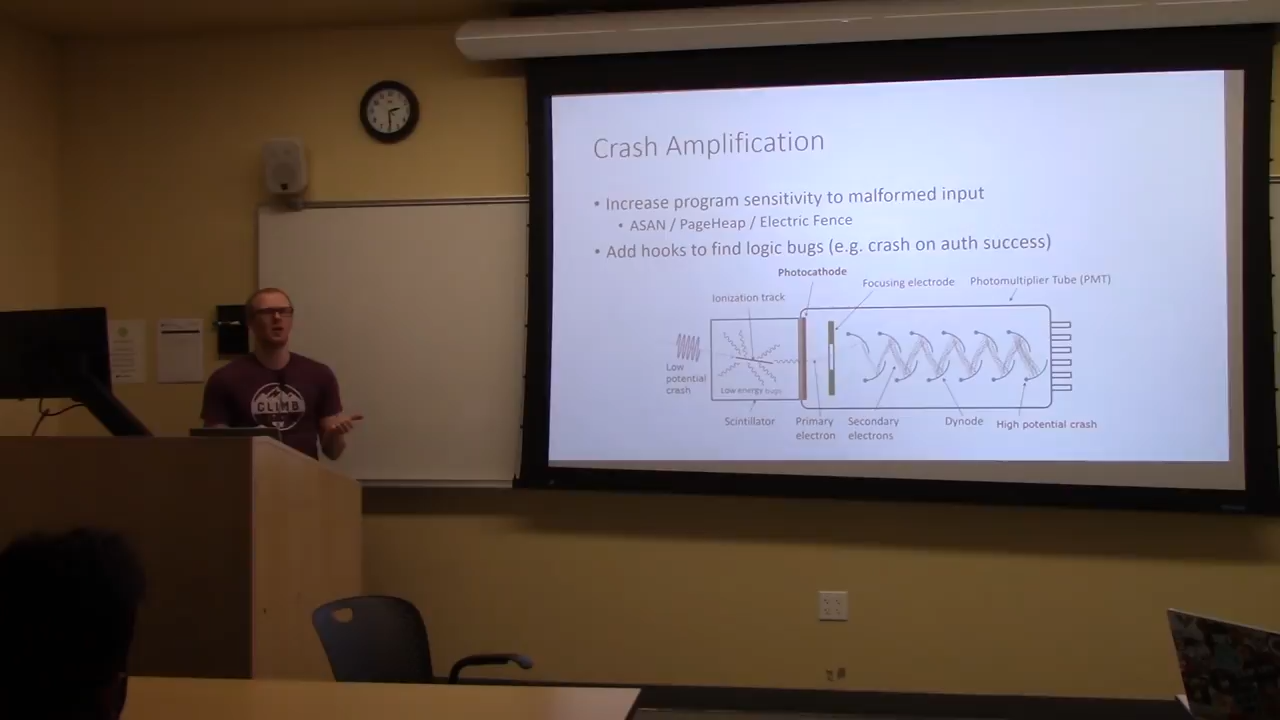 Crash Amplification
• Increase program sensitivity to malformed input
• ASAN / PageHeap / Electric Fence
• Add hooks to find logic bugs (e.g. crash on auth success)
Photocathode
Focusing electrode
Photomultiplier Tube (PMT)
Ionization track
Low
potential
crash
Low energy bugs
Scintillator
Primary
electron
Secondary
electrons
Dynode
High potential crash
CLIMB